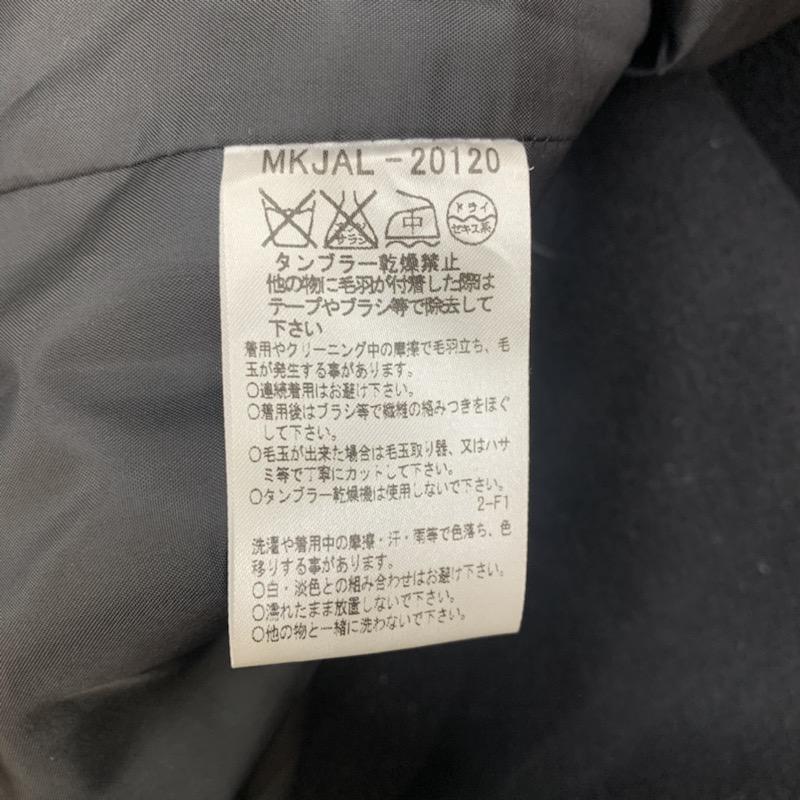 MKJAL-20120
エンソ
サラシ
中
ドライ
セキユ系
タンブラー乾燥禁止
他の物に毛羽が付着した際は
テープやブラシ等で除去して
下さい
着用やクリーニング中の摩擦で毛羽立ち、毛
玉が発生する事があります。
○連続着用はお避け下さい。
○着用後はブラシ等で繊維の絡みつきをほぐ
して下さい。
○毛玉が出来た場合は毛玉取り器、又はハサ
ミ等で丁寧にカットして下さい。
○タンブラー乾燥機は使用しないで下さい。
2-F1
洗濯や着用中の摩擦・汗・雨等で色落ち、色
移りする事があります。
○白・淡色との組み合わせはお避け下さい。
○濡れたまま放置しないで下さい。
○他の物と一緒に洗わないで下さい。